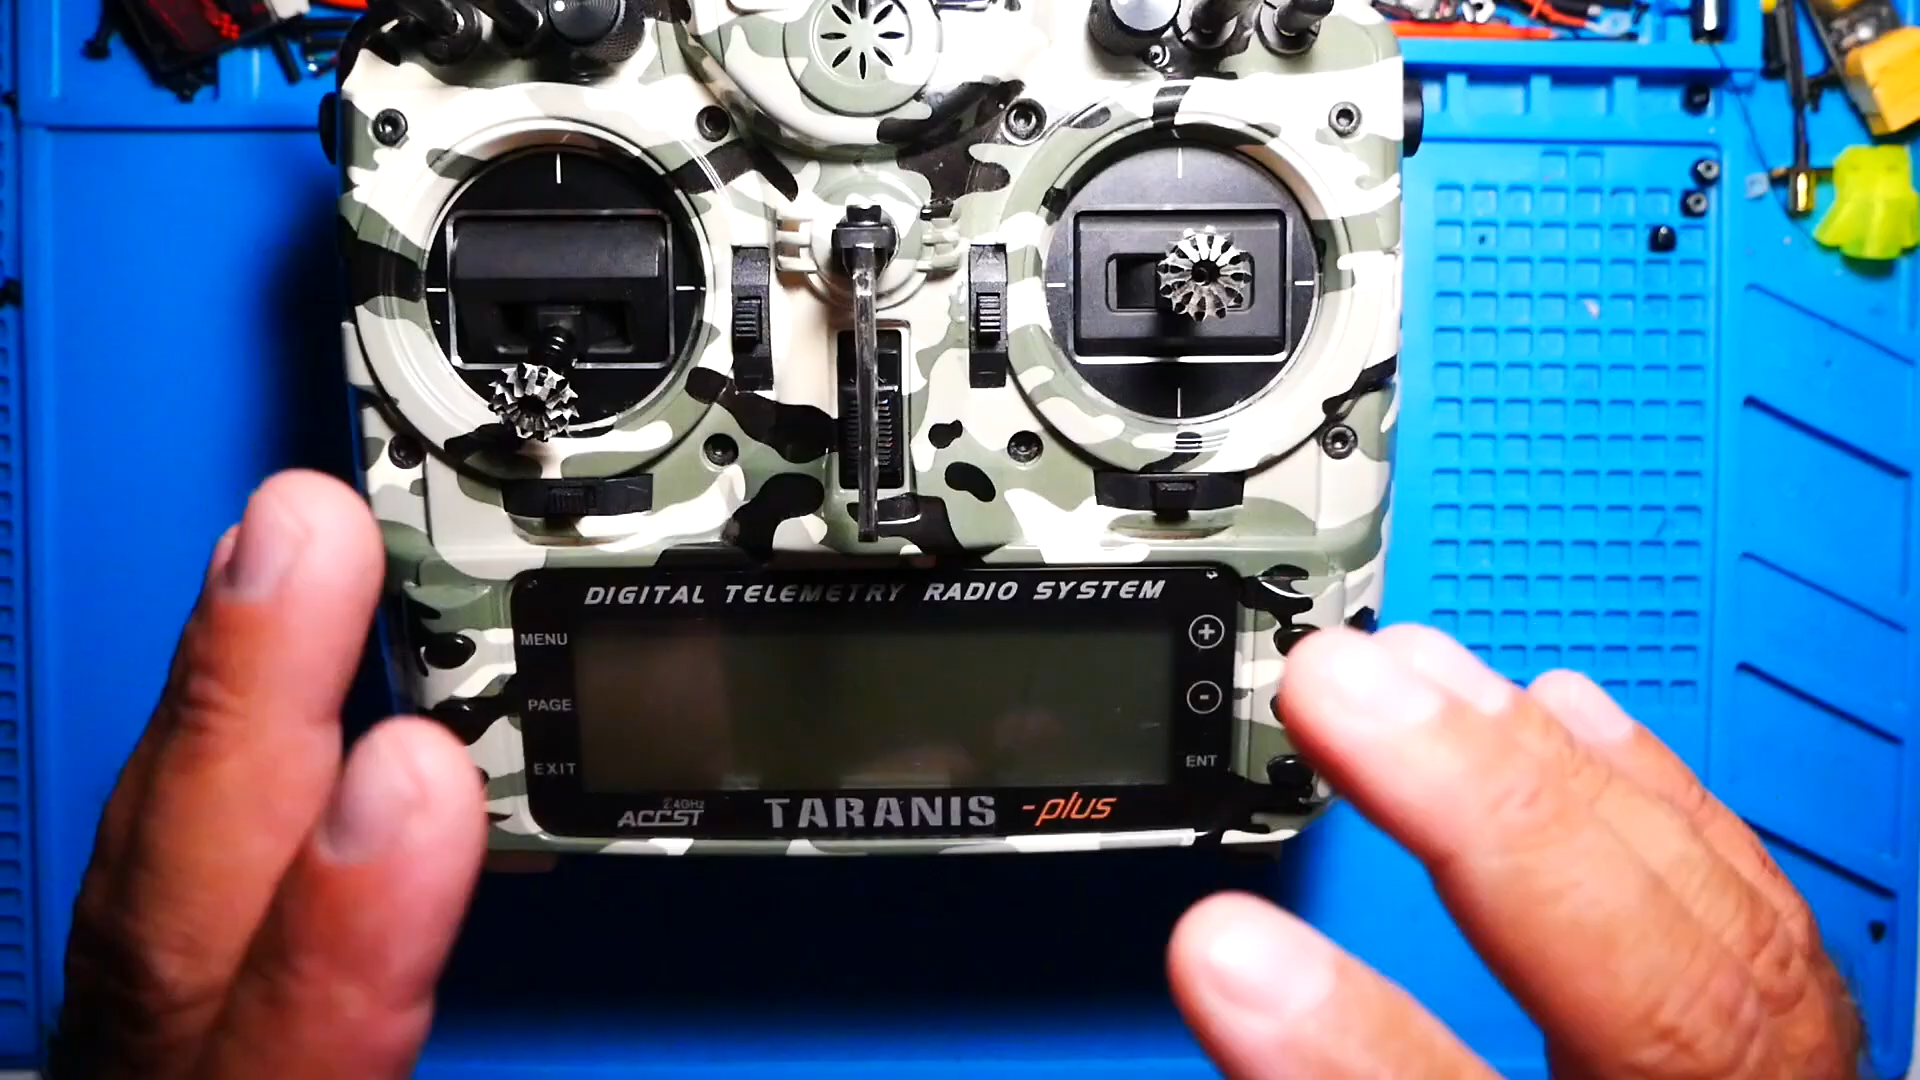 DIGITAL TELEMETRY RADIO SYSTEM
MENU
+
PAGE
-
EXIT
ENT
2.4GHz
ACCST
TARANIS -plus